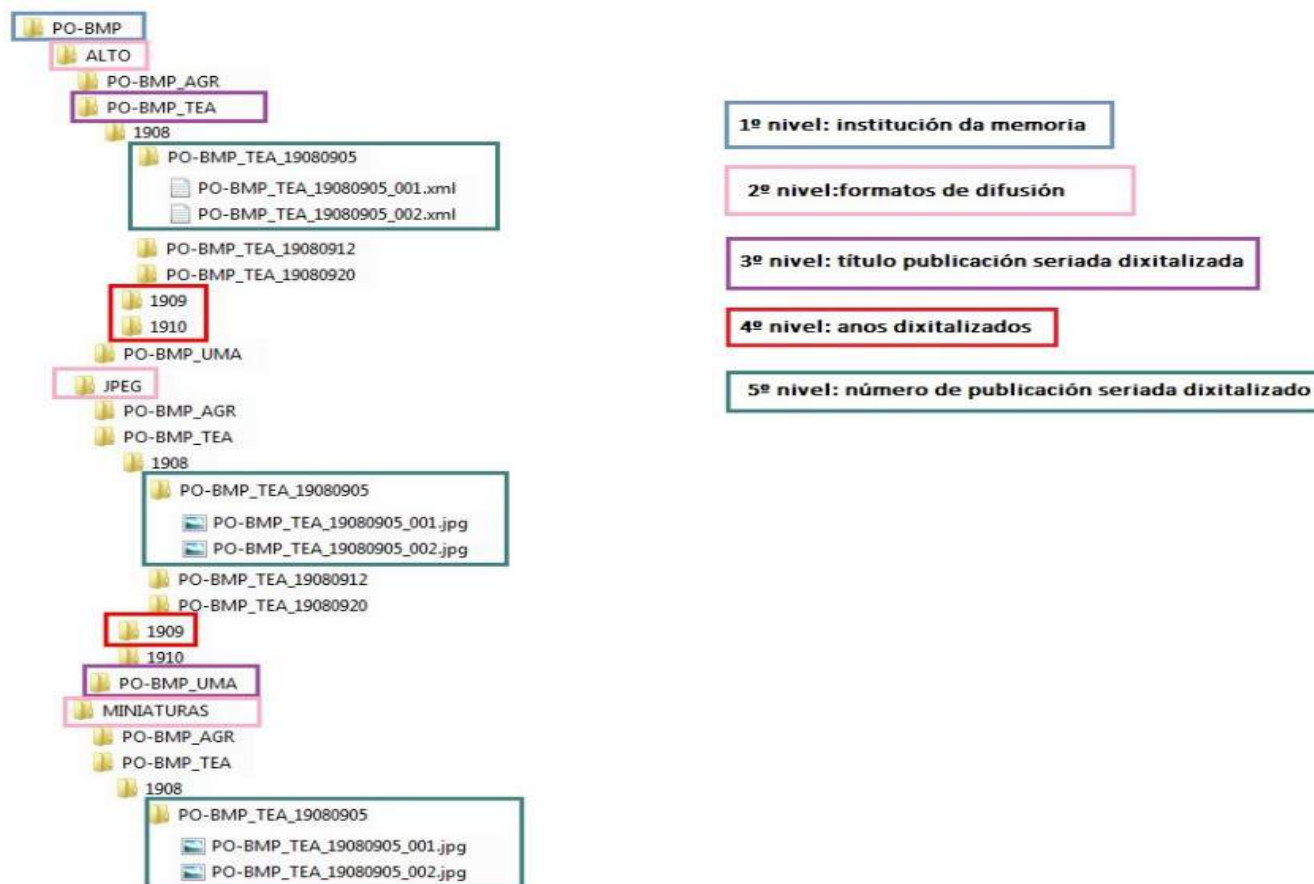 PO-BMP
ALTO
PO-BMP_AGR
PO-BMP_TEA
1908
PO-BMP_TEA_19080905
PO-BMP_TEA_19080905_001.xml
PO-BMP_TEA_19080905_002.xml
PO-BMP_TEA_19080912
PO-BMP_TEA_19080920
1909
1910
PO-BMP_UMA
JPEG
PO-BMP_AGR
PO-BMP_TEA
1908
PO-BMP_TEA_19080905
PO-BMP_TEA_19080905_001.jpg
PO-BMP_TEA_19080905_002.jpg
PO-BMP_TEA_19080912
PO-BMP_TEA_19080920
1909
1910
PO-BMP_UMA
MINIATURAS
PO-BMP_AGR
PO-BMP_TEA
1908
PO-BMP_TEA_19080905
PO-BMP_TEA_19080905_001.jpg
PO-BMP_TEA_19080905_002.jpg
1º nivel: institución da memoria
2º nivel:formatos de difusión
3º nivel: título publicación seriada dixitalizada
4º nivel: anos dixitalizados
5º nivel: número de publicación seriada dixitalizado